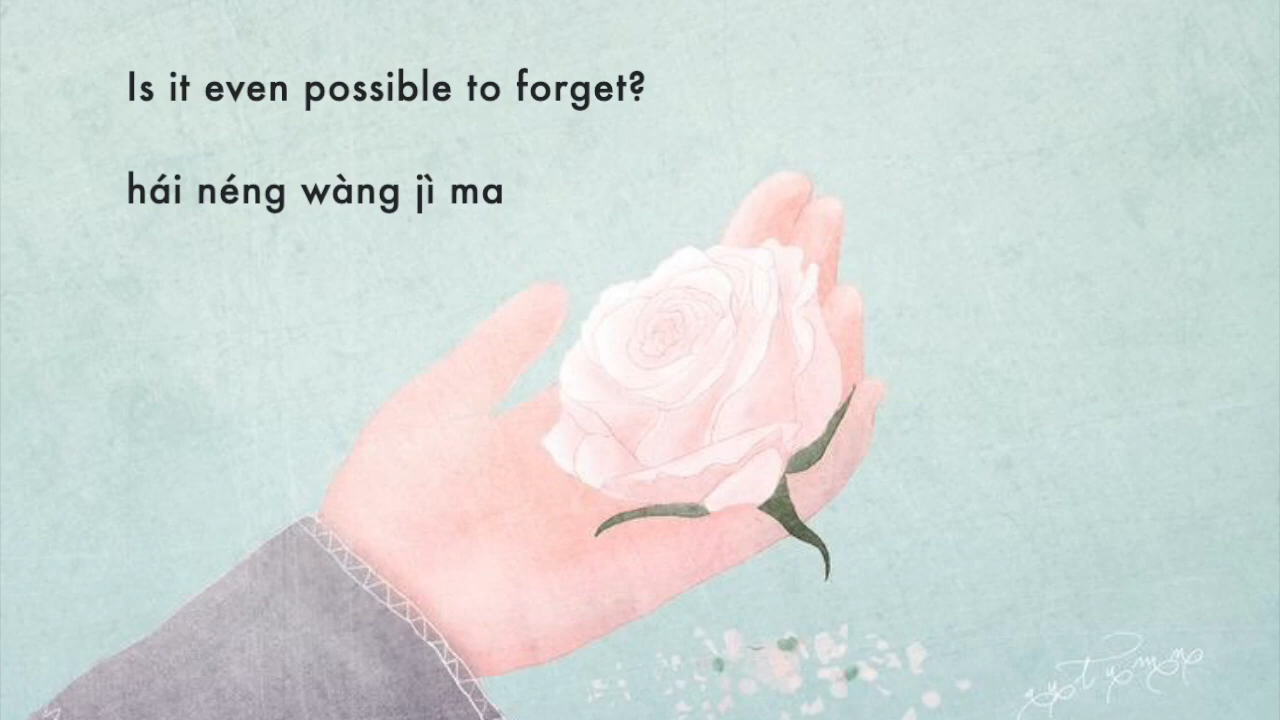 Is it even possible to forget?
hái néng wàng jì ma